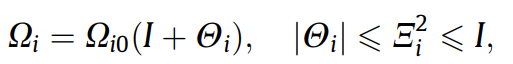 Ωᵢ = Ωᵢ₀(I + Θᵢ), |Θᵢ| ⩽ Ξᵢ² ⩽ I,